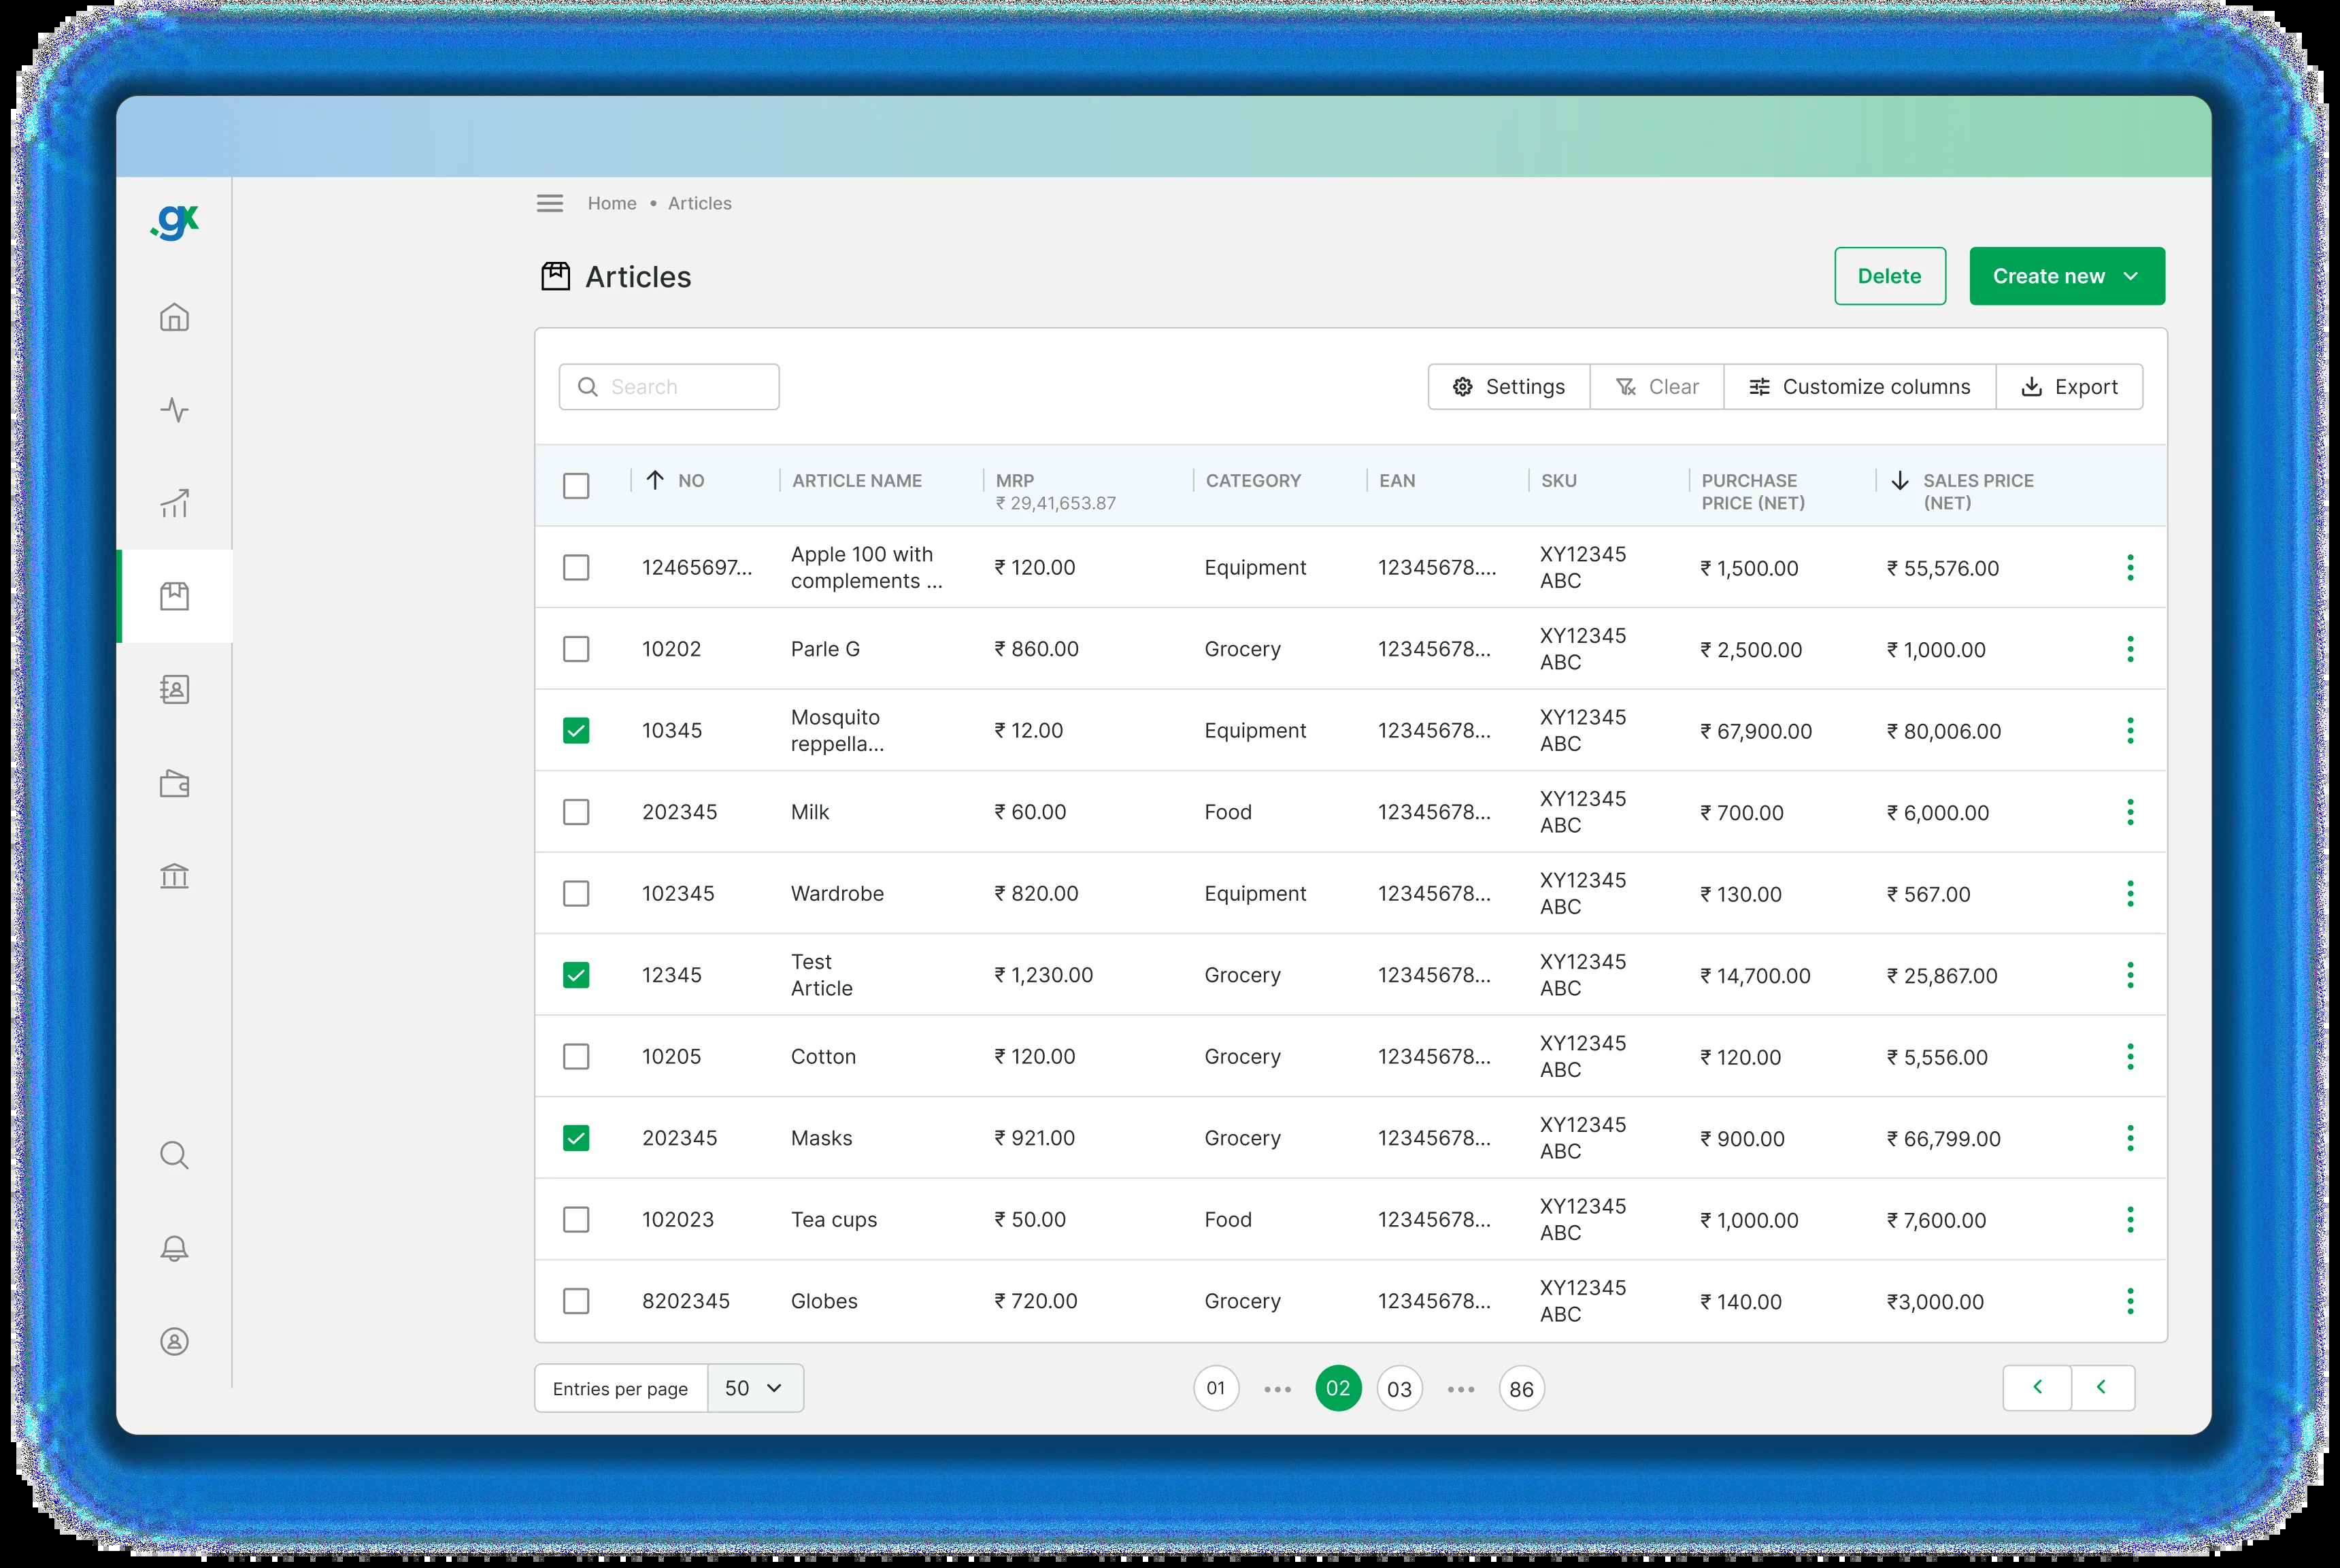 .gx
Home • Articles
Articles
Delete
Create new
Search
Settings
Clear
Customize columns
Export
NO
ARTICLE NAME
MRP
₹ 29,41,653.87
CATEGORY
EAN
SKU
PURCHASE
PRICE (NET)
SALES PRICE
(NET)
12465697...
Apple 100 with
complements ...
₹ 120.00
Equipment
12345678....
XY12345
ABC
₹ 1,500.00
₹ 55,576.00
10202
Parle G
₹ 860.00
Grocery
12345678...
XY12345
ABC
₹ 2,500.00
₹ 1,000.00
10345
Mosquito
reppella...
₹ 12.00
Equipment
12345678...
XY12345
ABC
₹ 67,900.00
₹ 80,006.00
202345
Milk
₹ 60.00
Food
12345678...
XY12345
ABC
₹ 700.00
₹ 6,000.00
102345
Wardrobe
₹ 820.00
Equipment
12345678...
XY12345
ABC
₹ 130.00
₹ 567.00
12345
Test
Article
₹ 1,230.00
Grocery
12345678...
XY12345
ABC
₹ 14,700.00
₹ 25,867.00
10205
Cotton
₹ 120.00
Grocery
12345678...
XY12345
ABC
₹ 120.00
₹ 5,556.00
202345
Masks
₹ 921.00
Grocery
12345678...
XY12345
ABC
₹ 900.00
₹ 66,799.00
102023
Tea cups
₹ 50.00
Food
12345678...
XY12345
ABC
₹ 1,000.00
₹ 7,600.00
8202345
Globes
₹ 720.00
Grocery
12345678...
XY12345
ABC
₹ 140.00
₹3,000.00
Entries per page
50
01 ••• 02 03 ••• 86